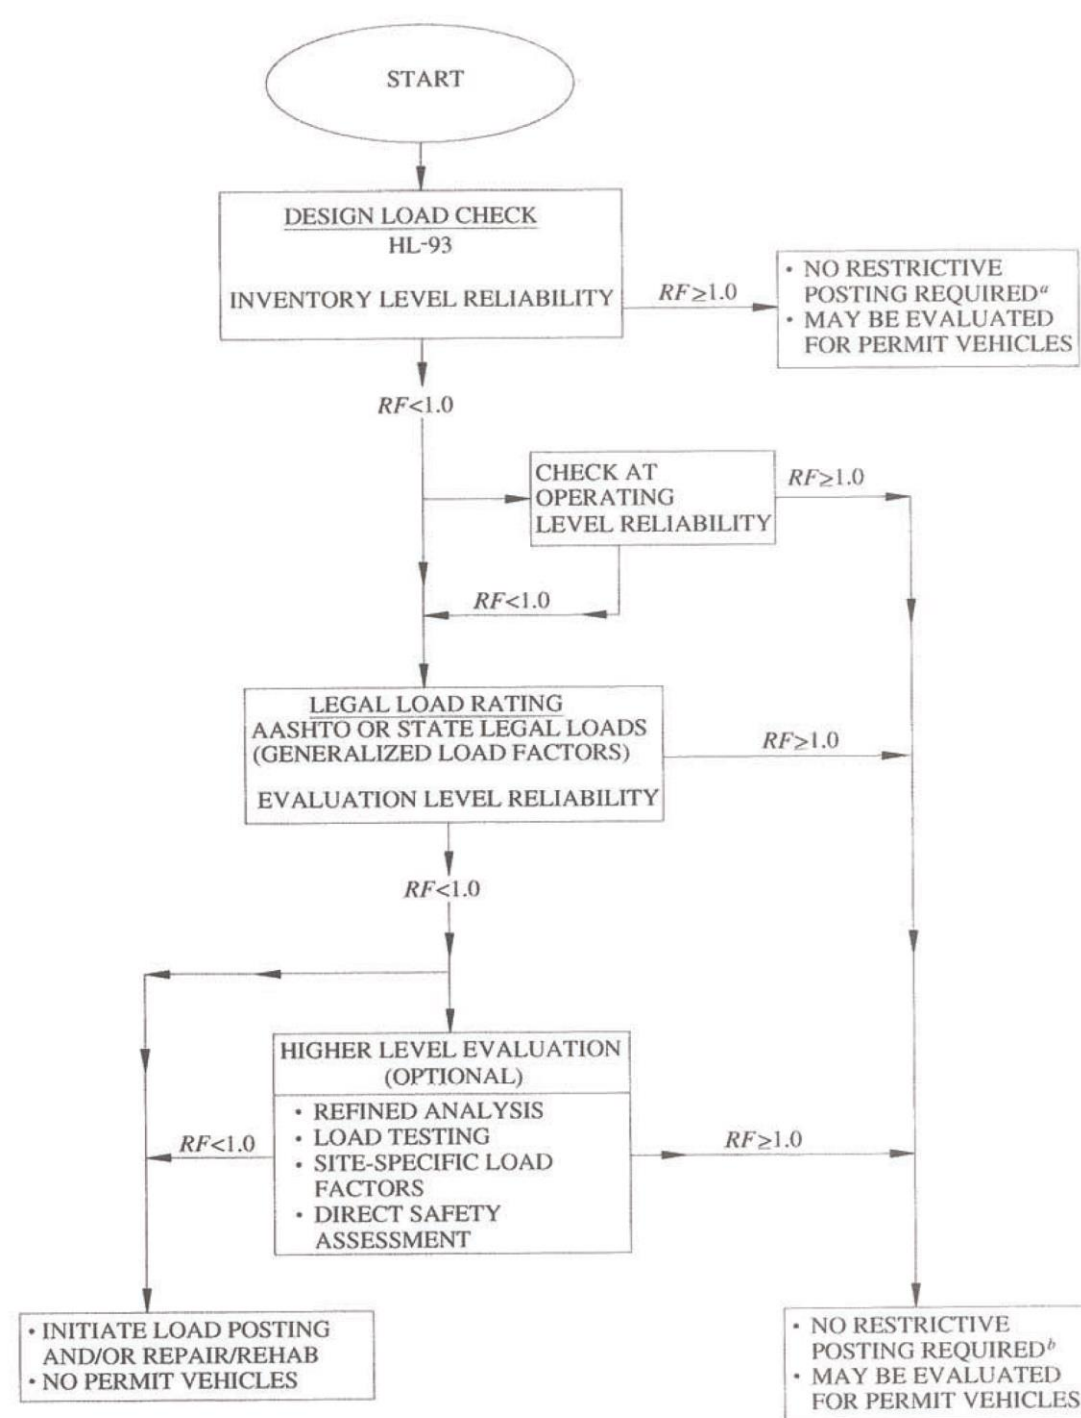 START
DESIGN LOAD CHECK
HL-93
INVENTORY LEVEL RELIABILITY
RF≥1.0
• NO RESTRICTIVE
POSTING REQUIREDᵃ
• MAY BE EVALUATED
FOR PERMIT VEHICLES
RF<1.0
CHECK AT
OPERATING
LEVEL RELIABILITY
RF≥1.0
RF<1.0
LEGAL LOAD RATING
AASHTO OR STATE LEGAL LOADS
(GENERALIZED LOAD FACTORS)
EVALUATION LEVEL RELIABILITY
RF≥1.0
RF<1.0
HIGHER LEVEL EVALUATION
(OPTIONAL)
• REFINED ANALYSIS
• LOAD TESTING
• SITE-SPECIFIC LOAD
FACTORS
• DIRECT SAFETY
ASSESSMENT
RF<1.0
RF≥1.0
• INITIATE LOAD POSTING
AND/OR REPAIR/REHAB
• NO PERMIT VEHICLES
• NO RESTRICTIVE
POSTING REQUIREDᵇ
• MAY BE EVALUATED
FOR PERMIT VEHICLES